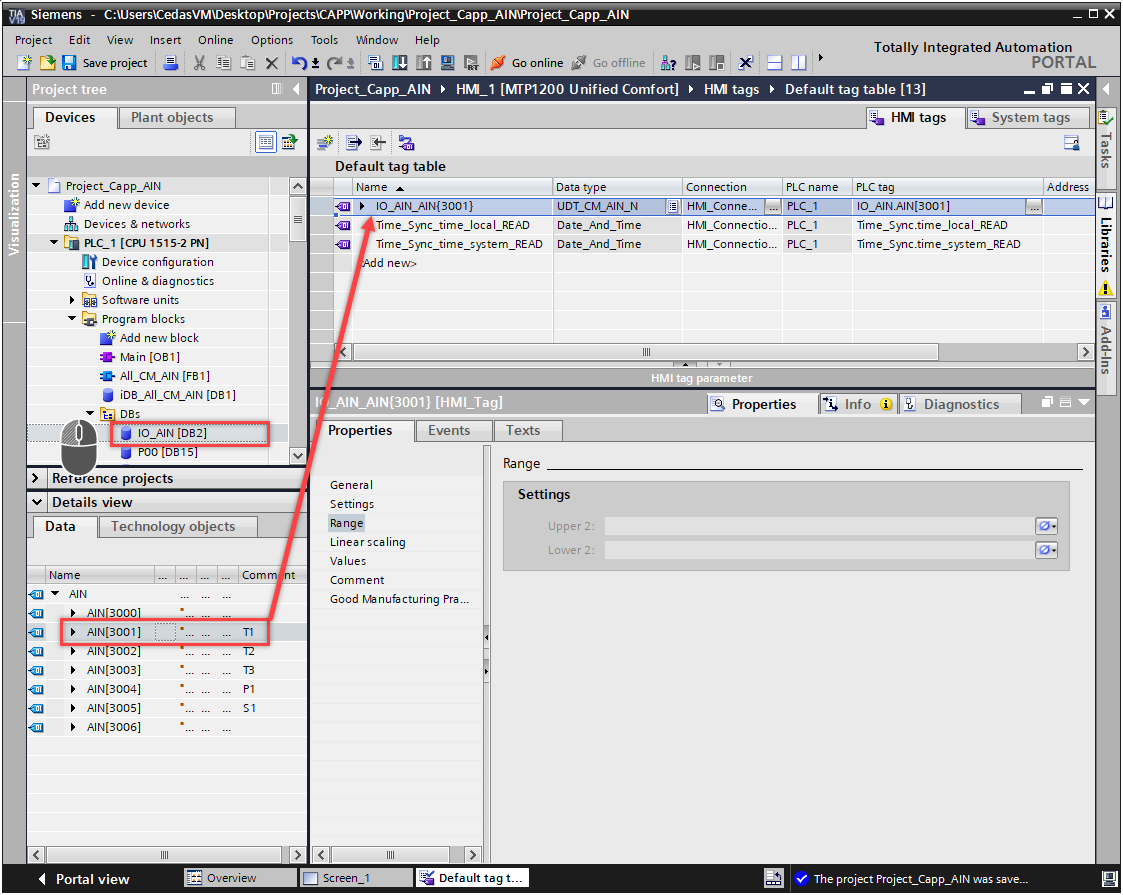 TIA V19 Siemens - C:\Users\CedasVM\Desktop\Projects\CAPP\Working\Project_Capp_AIN\Project_Capp_AIN
Project Edit View Insert Online Options Tools Window Help
Totally Integrated Automation
PORTAL
Save project Go online Go offline
Project tree
Project_Capp_AIN HMI_1 [MTP1200 Unified Comfort] HMI tags Default tag table [13]
Devices Plant objects
HMI tags System tags
Visualization
Project_Capp_AIN
Add new device
Devices & networks
PLC_1 [CPU 1515-2 PN]
Device configuration
Online & diagnostics
Software units
Program blocks
Add new block
Main [OB1]
All_CM_AIN [FB1]
iDB_All_CM_AIN [DB1]
DBs
IO_AIN [DB2]
P00 [DB15]
Reference projects
Details view
Data Technology objects
Name ... ... ... ... Comment
AIN ... ... ...
AIN[3000] ... ... ...
AIN[3001] ... ... ... T1
AIN[3002] ... ... ... T2
AIN[3003] ... ... ... T3
AIN[3004] ... ... ... P1
AIN[3005] ... ... ... S1
AIN[3006] ... ... ...
Default tag table
Name Data type Connection PLC name PLC tag Address
IO_AIN_AIN{3001} UDT_CM_AIN_N HMI_Conne... ... PLC_1 IO_AIN.AIN[3001] ...
Time_Sync_time_local_READ Date_And_Time HMI_Connectio... PLC_1 Time_Sync.time_local_READ
Time_Sync_time_system_READ Date_And_Time HMI_Connectio... PLC_1 Time_Sync.time_system_READ
Add new>
HMI tag parameter
IO_AIN_AIN{3001} [HMI_Tag]
Properties Info Diagnostics
Properties Events Texts
General
Settings
Range
Linear scaling
Values
Comment
Good Manufacturing Pra...
Range
Settings
Upper 2:
Lower 2:
Tasks
Libraries
Add-Ins
Portal view Overview Screen_1 Default tag t... The project Project_Capp_AIN was save...